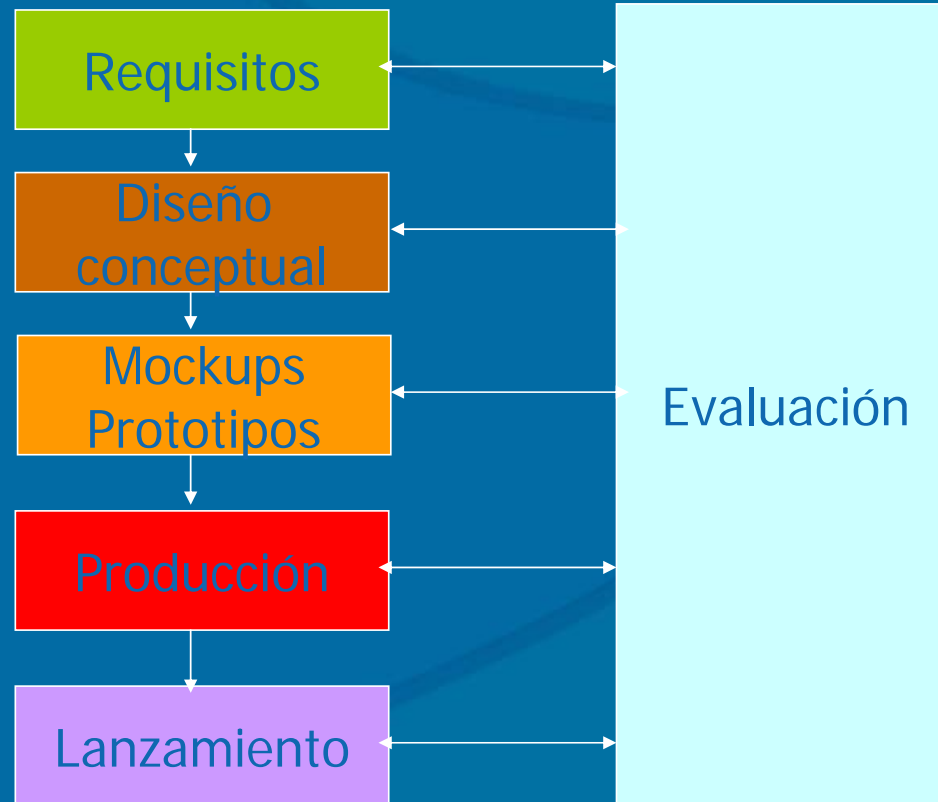 Requisitos
Diseño
conceptual
Mockups
Prototipos
Evaluación
Producción
Lanzamiento